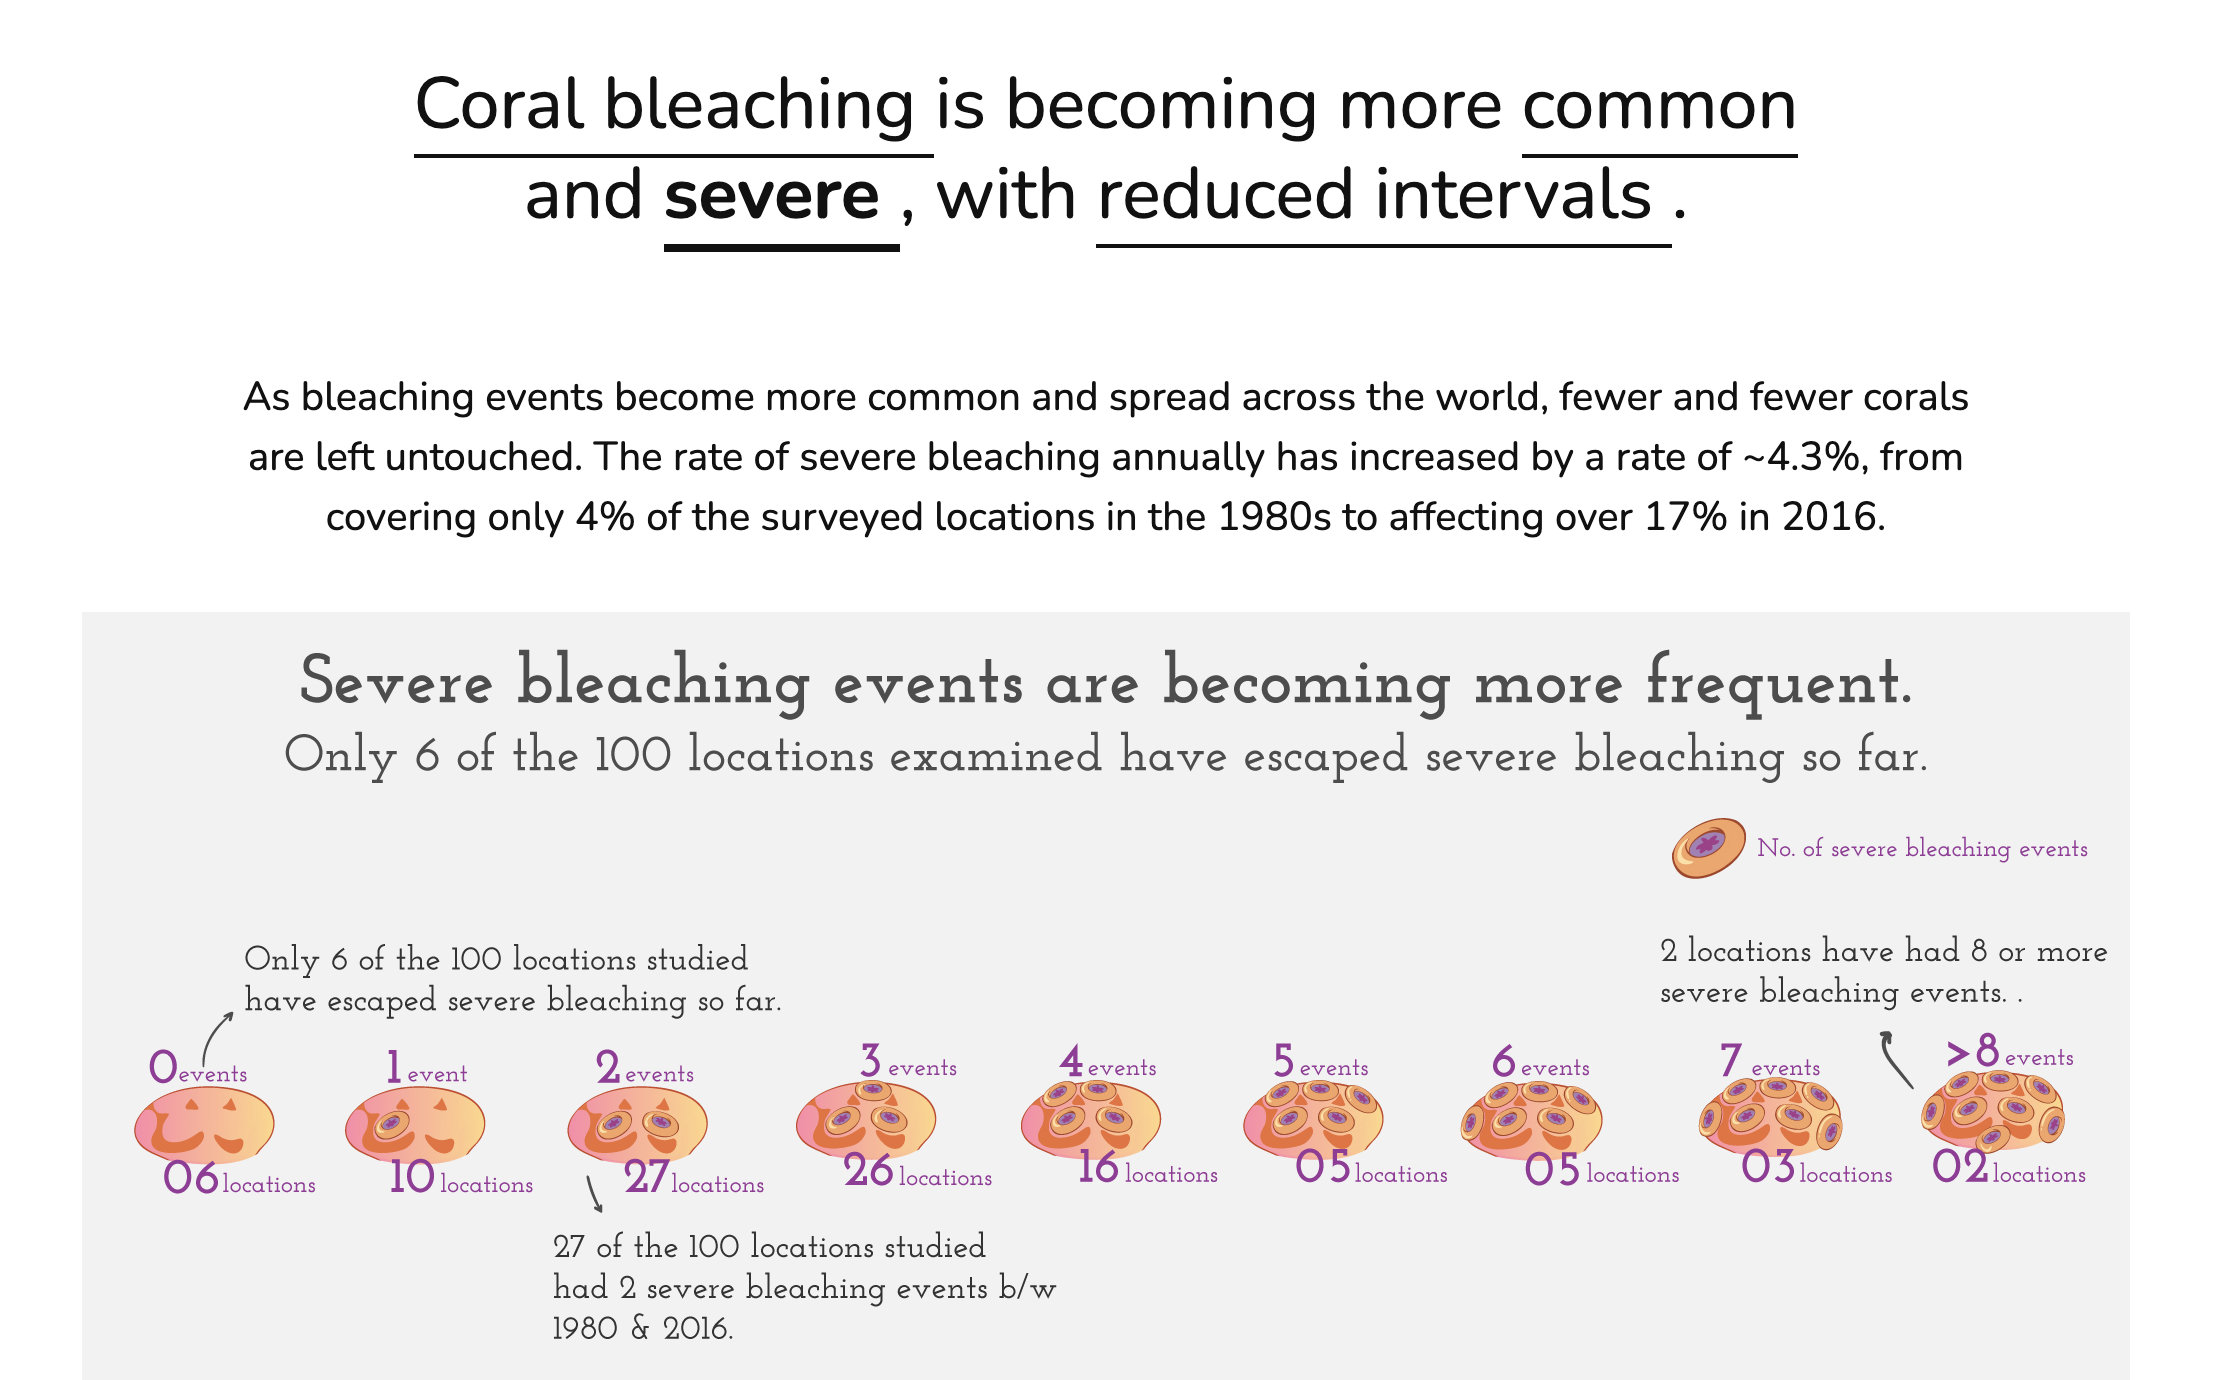 Coral bleaching is becoming more common
and severe , with reduced intervals .
As bleaching events become more common and spread across the world, fewer and fewer corals
are left untouched. The rate of severe bleaching annually has increased by a rate of ~4.3%, from
covering only 4% of the surveyed locations in the 1980s to affecting over 17% in 2016.
Severe bleaching events are becoming more frequent.
Only 6 of the 100 locations examined have escaped severe bleaching so far.
No. of severe bleaching events
Only 6 of the 100 locations studied
have escaped severe bleaching so far.
2 locations have had 8 or more
severe bleaching events. .
0 events
1 event
2 events
3 events
4 events
5 events
6 events
7 events
>8 events
06 locations
10 locations
27 locations
26 locations
16 locations
05 locations
05 locations
03 locations
02 locations
27 of the 100 locations studied
had 2 severe bleaching events b/w
1980 & 2016.